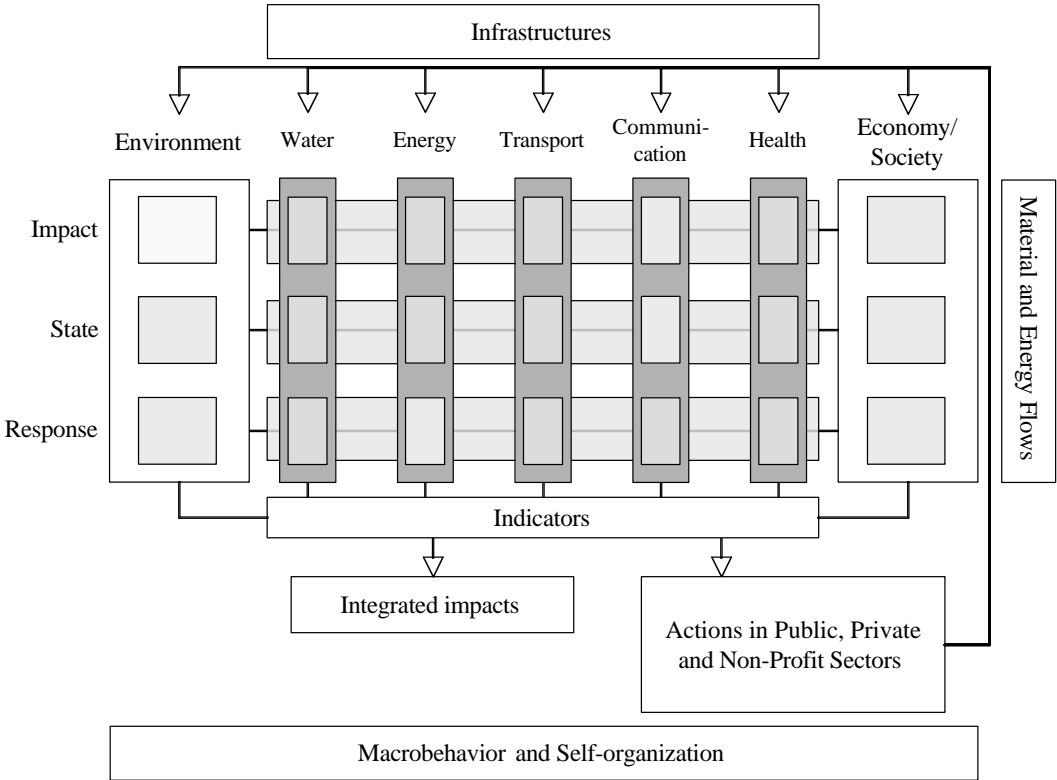 Infrastructures
Environment
Water
Energy
Transport
Communi-
cation
Health
Economy/
Society
Impact
State
Response
Material and Energy Flows
Indicators
Integrated impacts
Actions in Public, Private
and Non-Profit Sectors
Macrobehavior and Self-organization